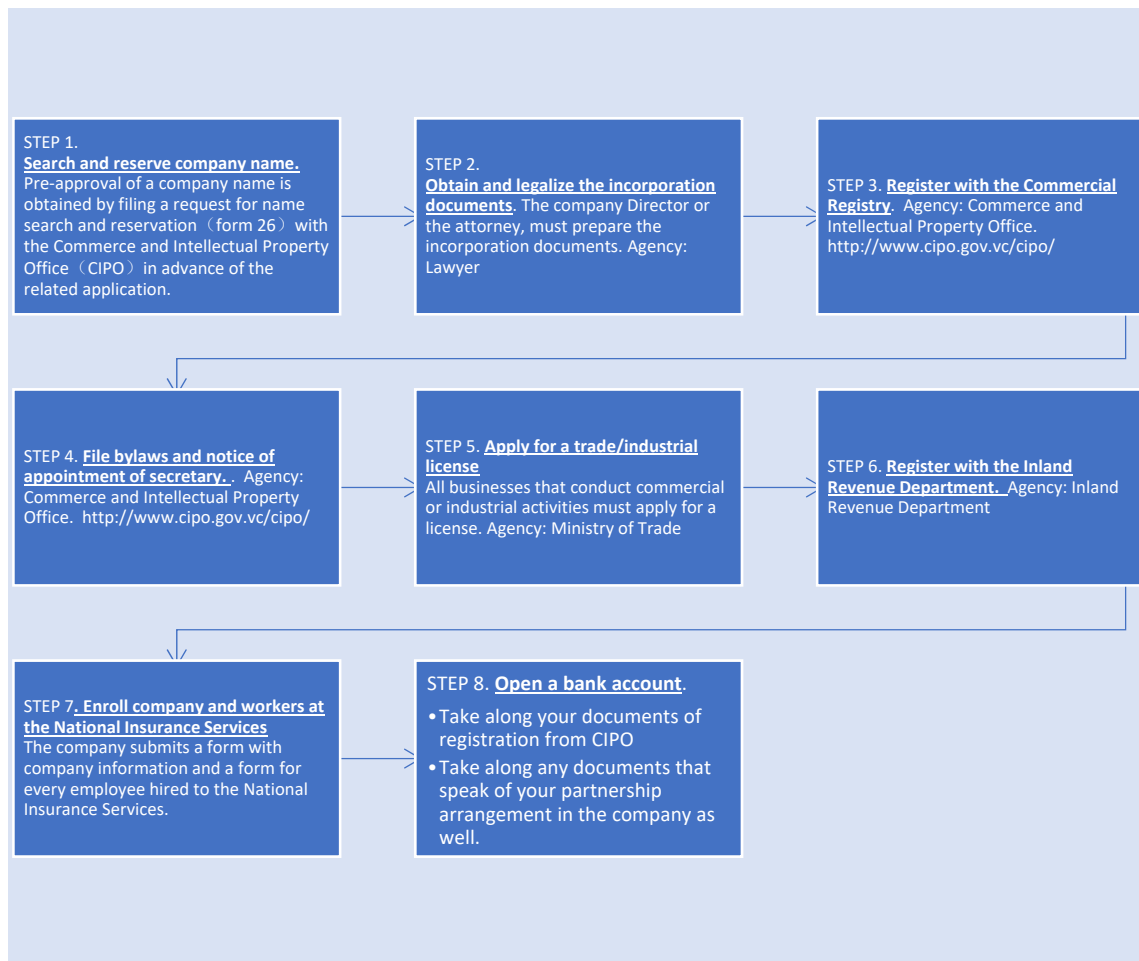 STEP 1.
Search and reserve company name.
Pre-approval of a company name is
obtained by filing a request for name
search and reservation（form 26）with
the Commerce and Intellectual Property
Office（CIPO）in advance of the
related application.
STEP 2.
Obtain and legalize the incorporation
documents. The company Director or
the attorney, must prepare the
incorporation documents. Agency:
Lawyer
STEP 3. Register with the Commercial
Registry. Agency: Commerce and
Intellectual Property Office.
http://www.cipo.gov.vc/cipo/
STEP 4. File bylaws and notice of
appointment of secretary. . Agency:
Commerce and Intellectual Property
Office. http://www.cipo.gov.vc/cipo/
STEP 5. Apply for a trade/industrial
license
All businesses that conduct commercial
or industrial activities must apply for a
license. Agency: Ministry of Trade
STEP 6. Register with the Inland
Revenue Department. Agency: Inland
Revenue Department
STEP 7. Enroll company and workers at
the National Insurance Services
The company submits a form with
company information and a form for
every employee hired to the National
Insurance Services.
STEP 8. Open a bank account.
•Take along your documents of
registration from CIPO
•Take along any documents that
speak of your partnership
arrangement in the company as
well.